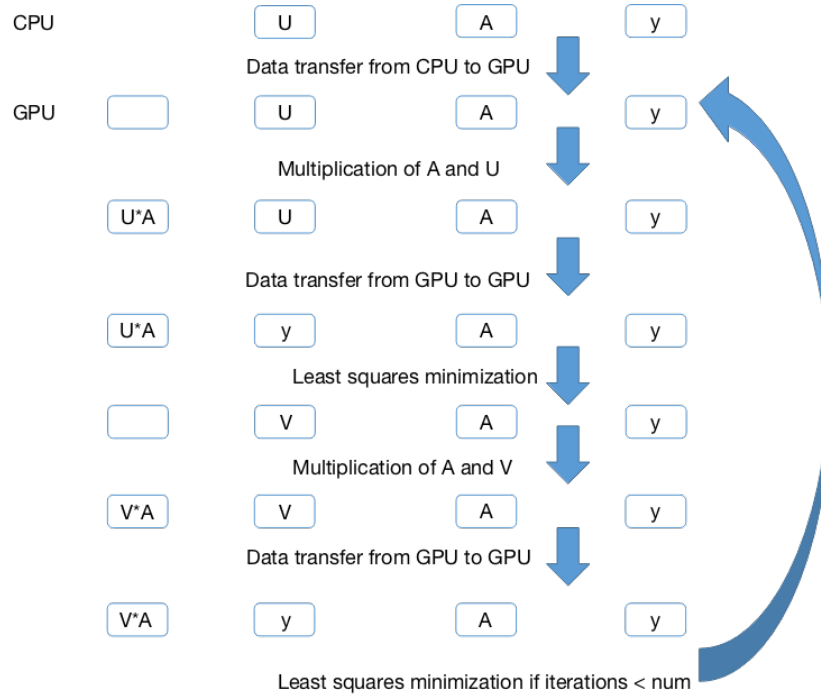 CPU U A y
Data transfer from CPU to GPU
GPU U A y
Multiplication of A and U
U*A U A y
Data transfer from GPU to GPU
U*A y A y
Least squares minimization
V A y
Multiplication of A and V
V*A V A y
Data transfer from GPU to GPU
V*A y A y
Least squares minimization if iterations < num